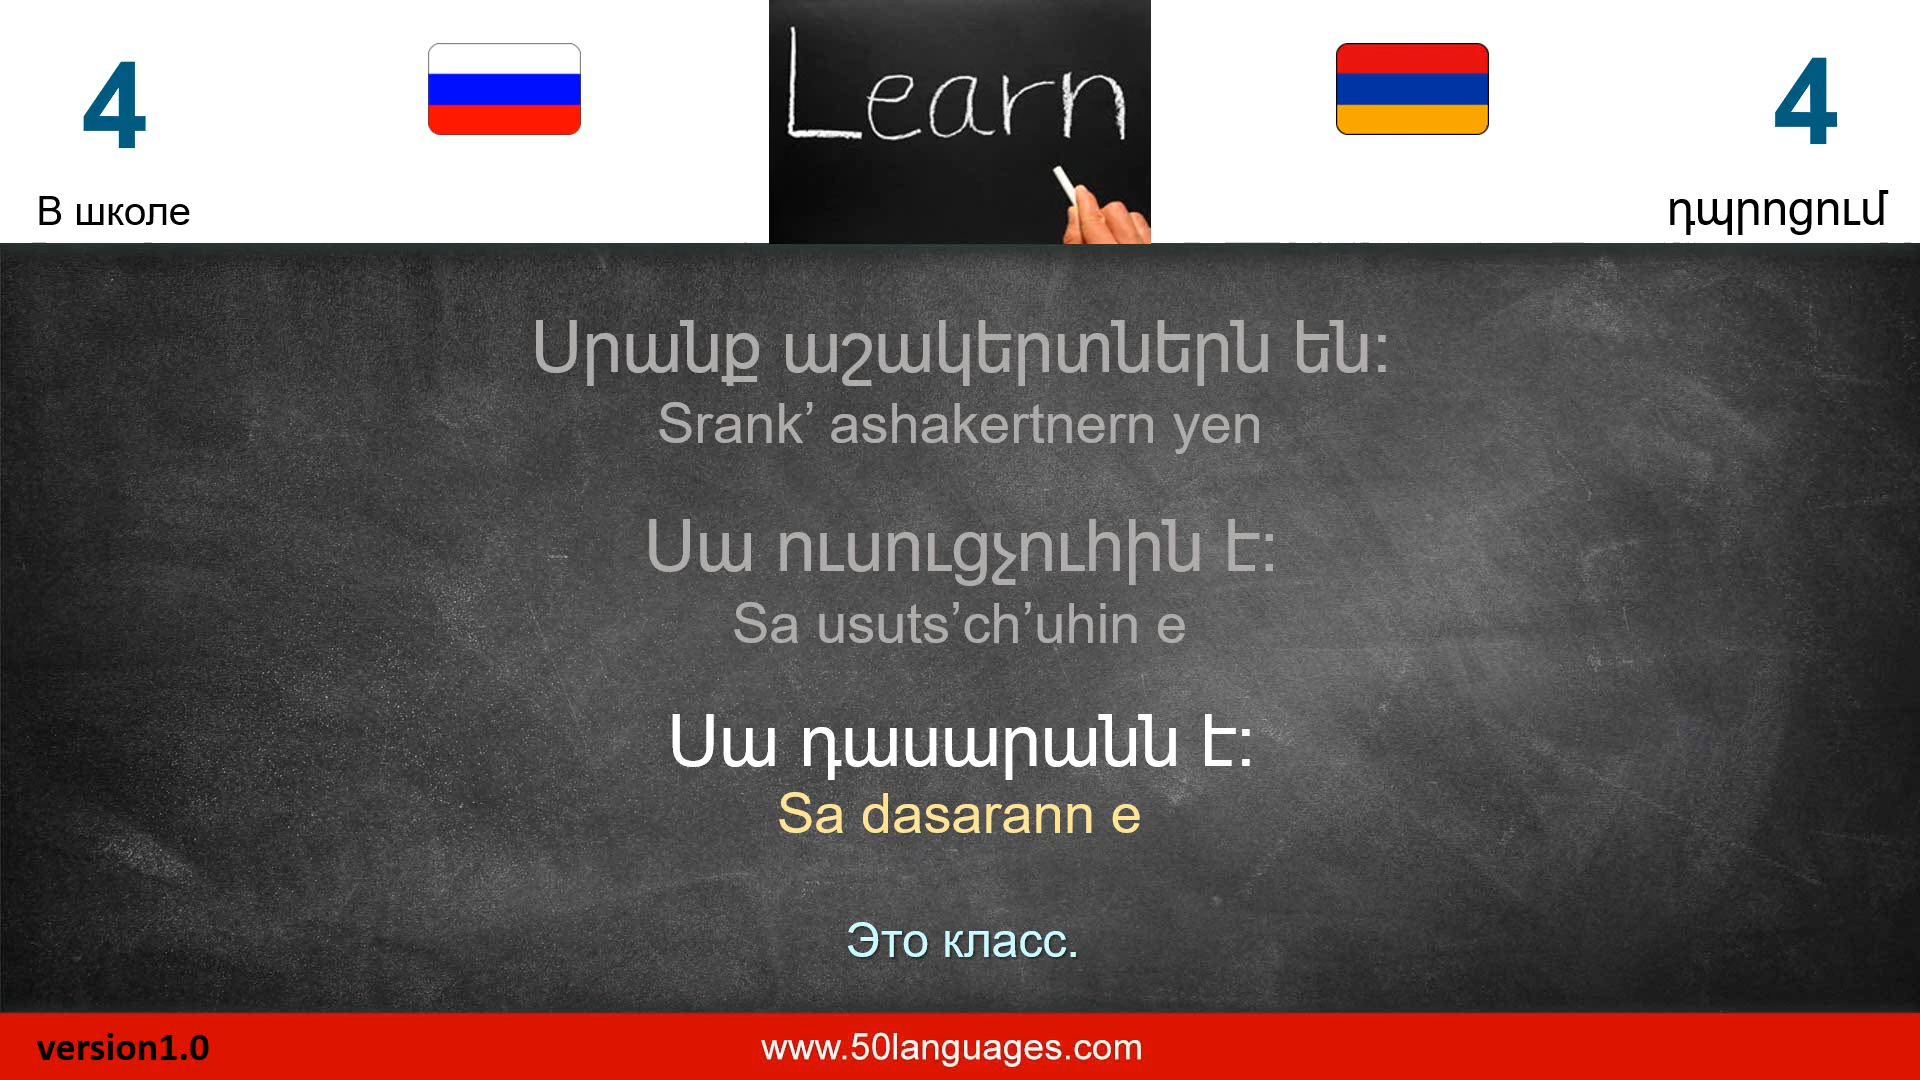 4
Learn
4
В школе
դպրոցում
Սրանք աշակերտներն են:
Srank’ ashakertnern yen
Սա ուսուցչուհին է:
Sa usuts’ch’uhin e
Սա դասարանն է:
Sa dasarann e
Это класс.
version1.0
www.50languages.com